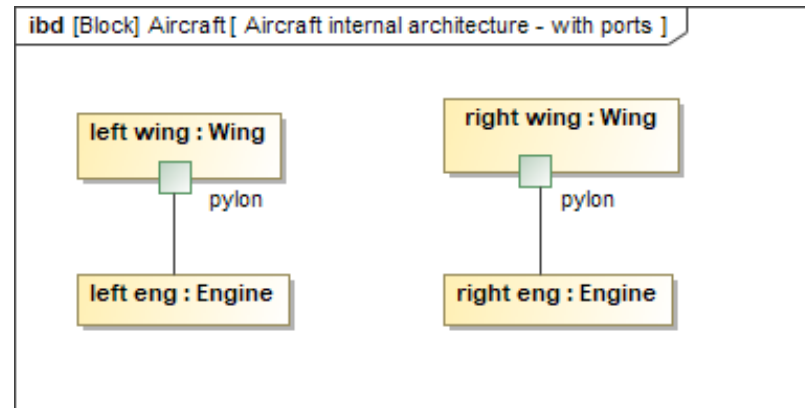 ibd [Block] Aircraft[ Aircraft internal architecture - with ports ]
left wing : Wing
right wing : Wing
pylon
pylon
left eng : Engine
right eng : Engine